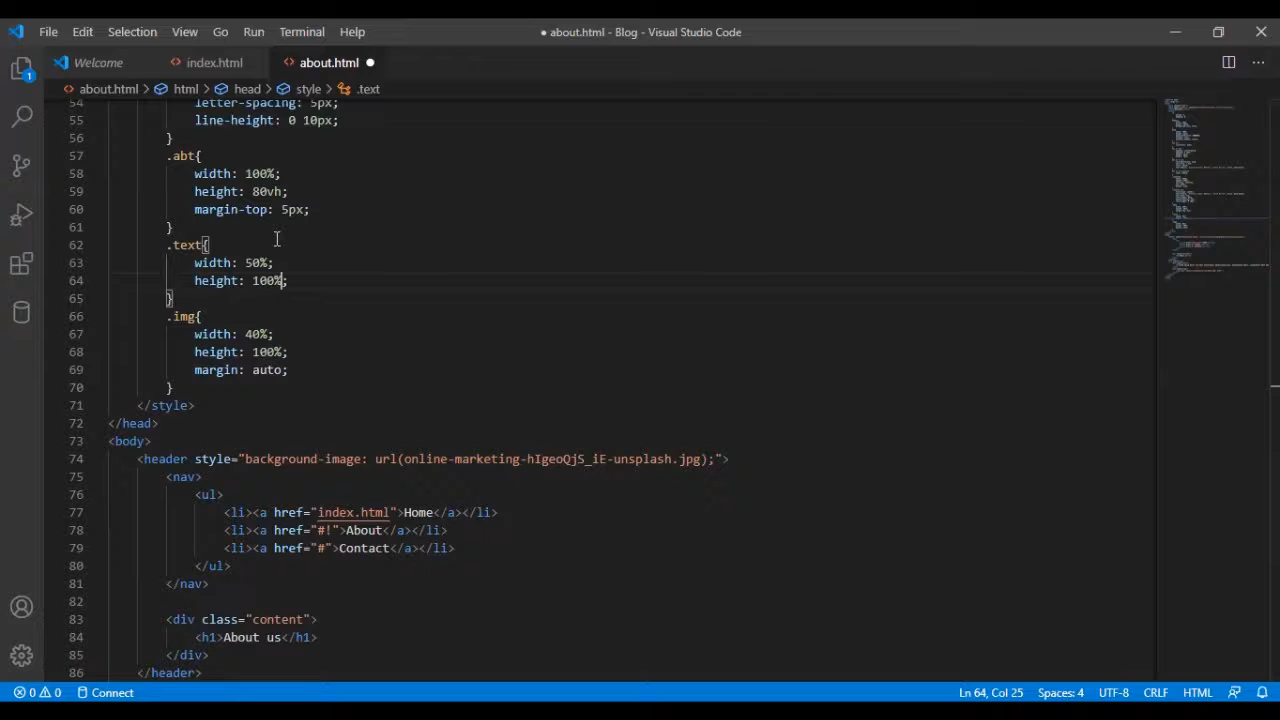 File Edit Selection View Go Run Terminal Help
● about.html - Blog - Visual Studio Code
Welcome index.html about.html
about.html html head style .text
1
54 letter-spacing: 5px;
55 line-height: 0 10px;
56 }
57 .abt{
58 width: 100%;
59 height: 80vh;
60 margin-top: 5px;
61 }
62 .text{
63 width: 50%;
64 height: 100%;
65 }
66 .img{
67 width: 40%;
68 height: 100%;
69 margin: auto;
70 }
71 </style>
72 </head>
73 <body>
74 <header style="background-image: url(online-marketing-hIgeoQjS_iE-unsplash.jpg);">
75 <nav>
76 <ul>
77 <li><a href="index.html">Home</a></li>
78 <li><a href="#!">About</a></li>
79 <li><a href="#">Contact</a></li>
80 </ul>
81 </nav>
82
83 <div class="content">
84 <h1>About us</h1>
85 </div>
86 </header>
0 0 Connect Ln 64, Col 25 Spaces: 4 UTF-8 CRLF HTML